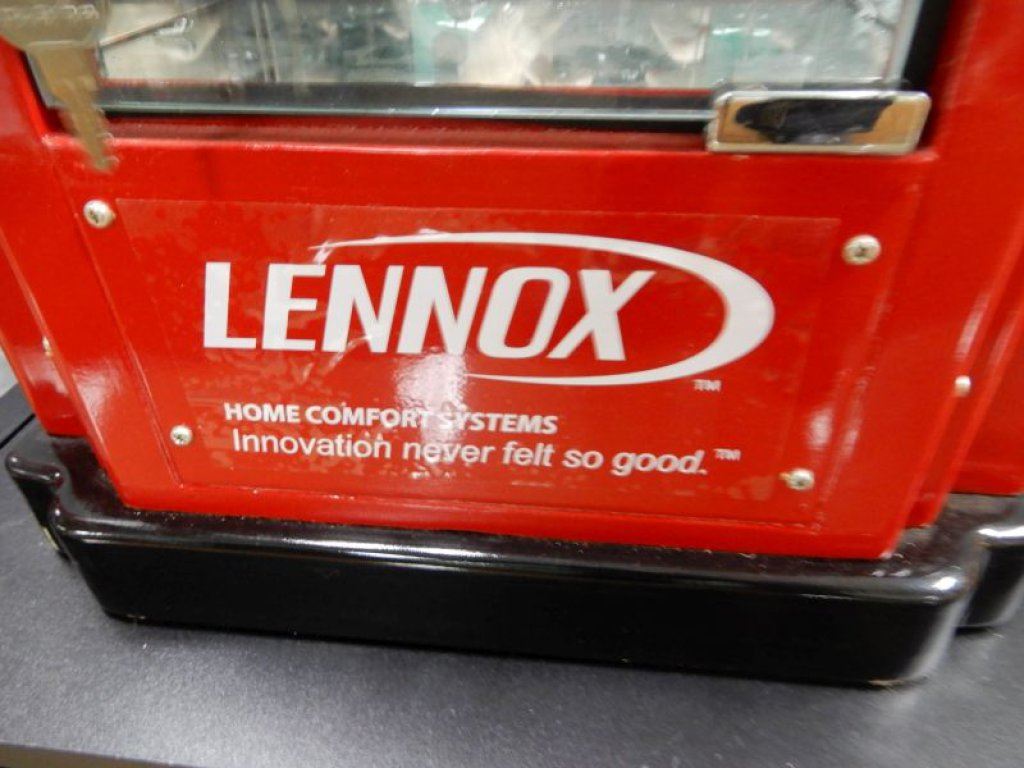 LENNOX
TM
HOME COMFORT SYSTEMS
Innovation never felt so good.™